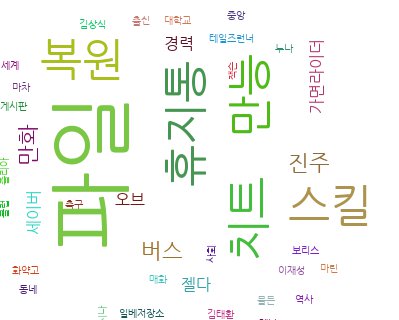 중앙
출신
대학교
김상식
테일즈런너
경력
누나
복원
세계
가면라이더
만능
마차
휴지통
게시판
파일
만화
진주
치트
스킬
세이버
오브
축구
버스
보리스
화약고
이재성
마린
매화
젤다
동네
역사
일베저장소
김태환